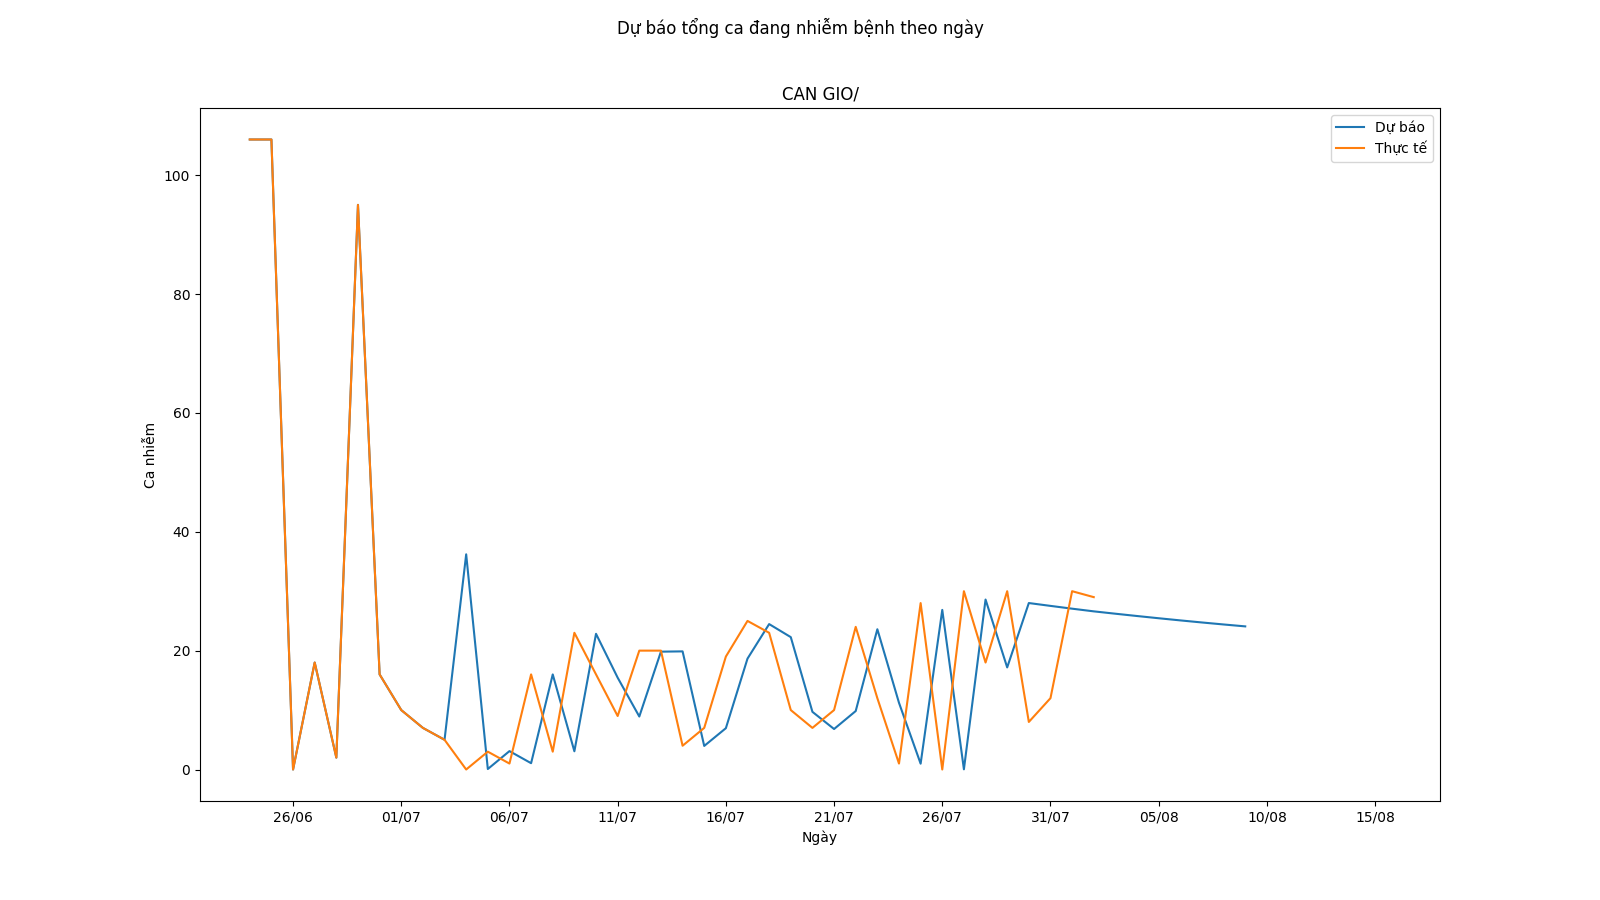 Dự báo tổng ca đang nhiễm bệnh theo ngày
CAN GIO/
Dự báo
Thực tế
100
80
60
40
20
0
Ca nhiễm
26/06 01/07 06/07 11/07 16/07 21/07 26/07 31/07 05/08 10/08 15/08
Ngày